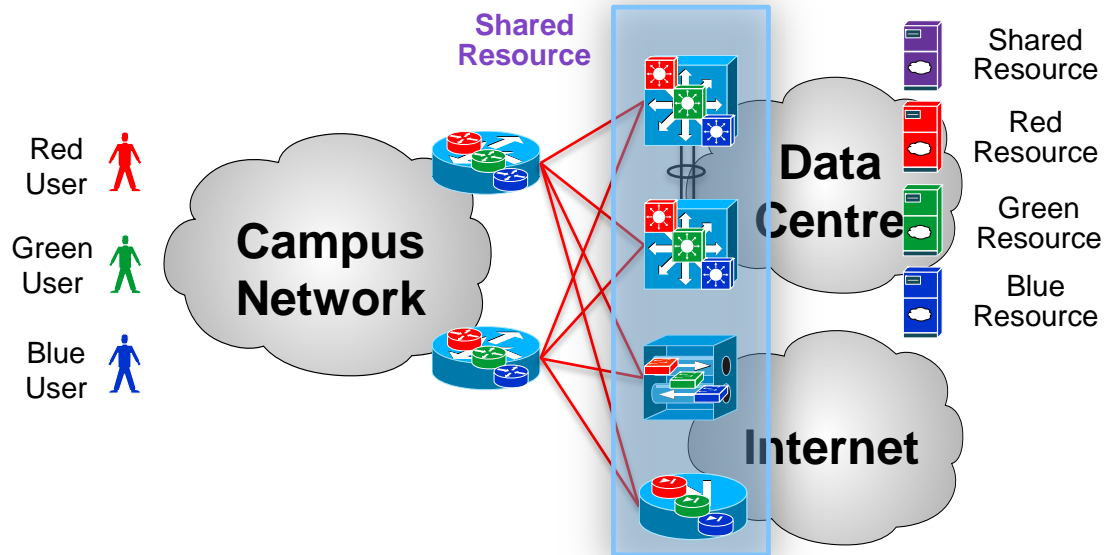 Shared
Resource
Red
User
Green
User
Blue
User
Campus
Network
Data
Centre
Internet
Shared
Resource
Red
Resource
Green
Resource
Blue
Resource